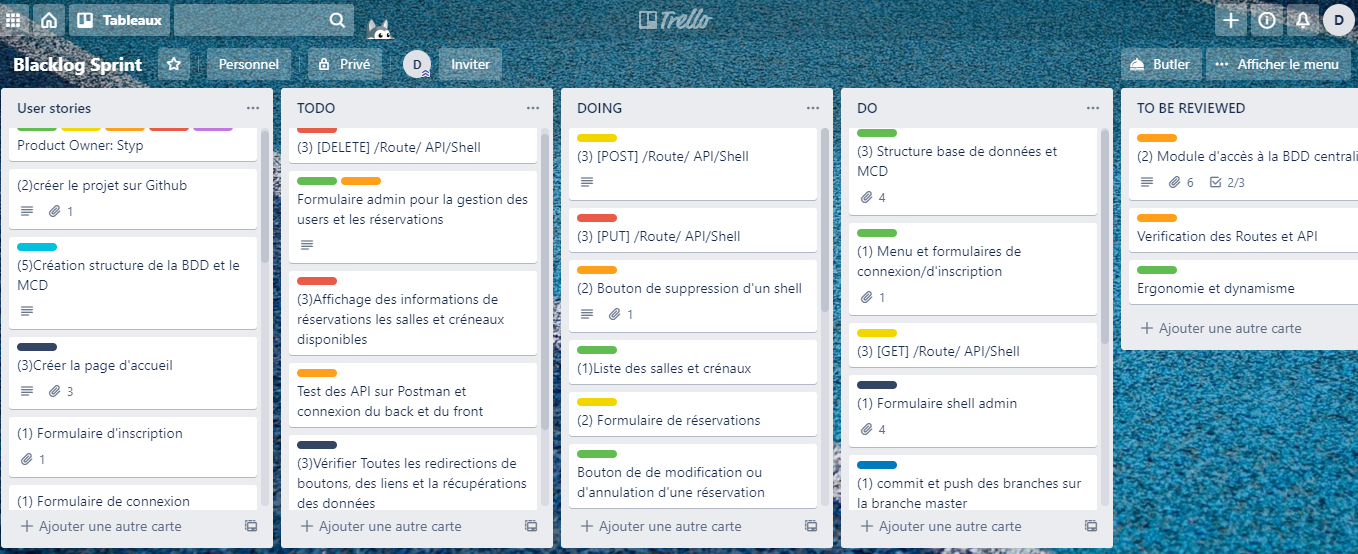 Tableaux
Trello
D
Blacklog Sprint
Personnel
Privé
D
Inviter
Butler
Afficher le menu
User stories
Product Owner: Styp
(2)créer le projet sur Github
1
(5)Création structure de la BDD et le
MCD
(3)Créer la page d'accueil
3
(1) Formulaire d'inscription
1
(1) Formulaire de connexion
Ajouter une autre carte
TODO
(3) [DELETE] /Route/ API/Shell
Formulaire admin pour la gestion des
users et les réservations
(3)Affichage des informations de
réservations les salles et créneaux
disponibles
Test des API sur Postman et
connexion du back et du front
(3)Vérifier Toutes les redirections de
boutons, des liens et la récupérations
des données
Ajouter une autre carte
DOING
(3) [POST] /Route/ API/Shell
(3) [PUT] /Route/ API/Shell
(2) Bouton de suppression d'un shell
1
(1)Liste des salles et crénaux
(2) Formulaire de réservations
Bouton de de modification ou
d'annulation d'une réservation
Ajouter une autre carte
DO
(3) Structure base de données et
MCD
4
(1) Menu et formulaires de
connexion/d'inscription
1
(3) [GET] /Route/ API/Shell
(1) Formulaire shell admin
4
(1) commit et push des branches sur
la branche master
Ajouter une autre carte
TO BE REVIEWED
(2) Module d'accès à la BDD centrali
6 2/3
Verification des Routes et API
Ergonomie et dynamisme
Ajouter une autre carte